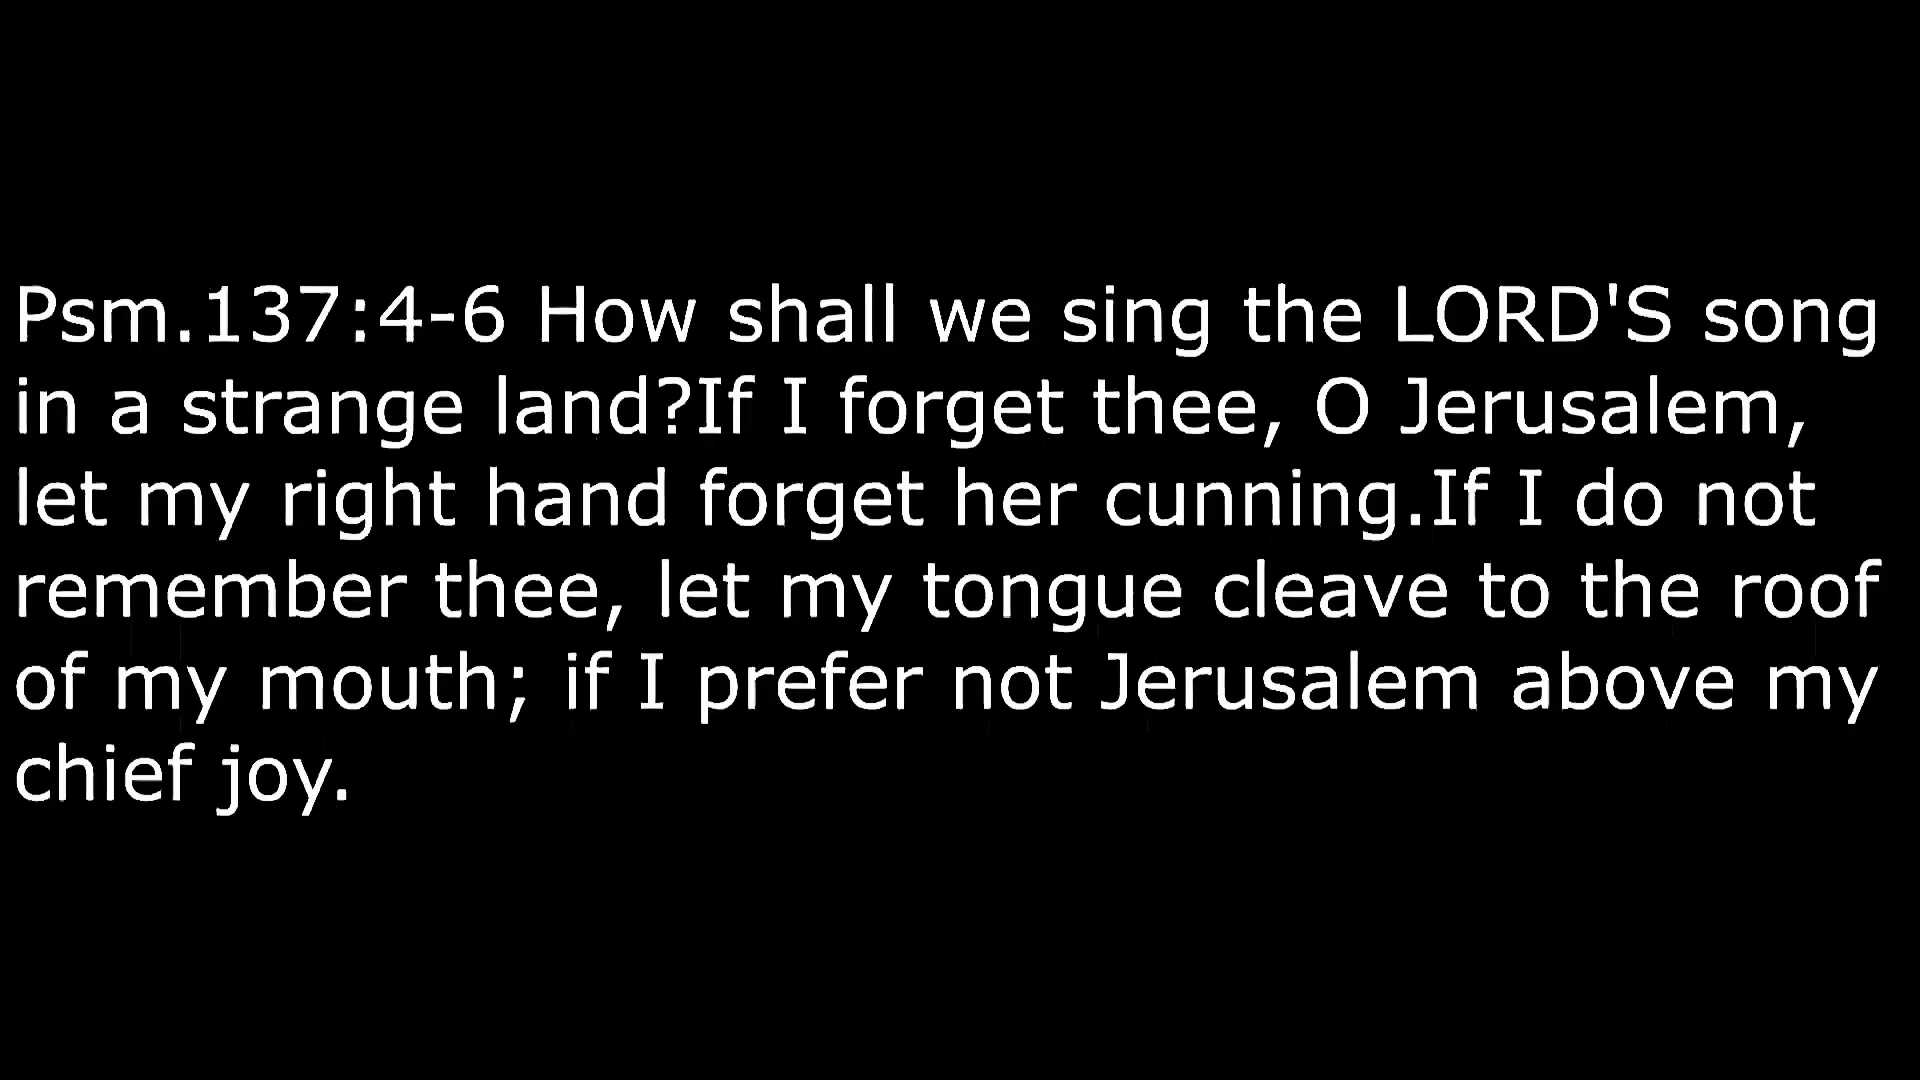 Psm.137:4-6 How shall we sing the LORD'S song
in a strange land?If I forget thee, O Jerusalem,
let my right hand forget her cunning.If I do not
remember thee, let my tongue cleave to the roof
of my mouth; if I prefer not Jerusalem above my
chief joy.